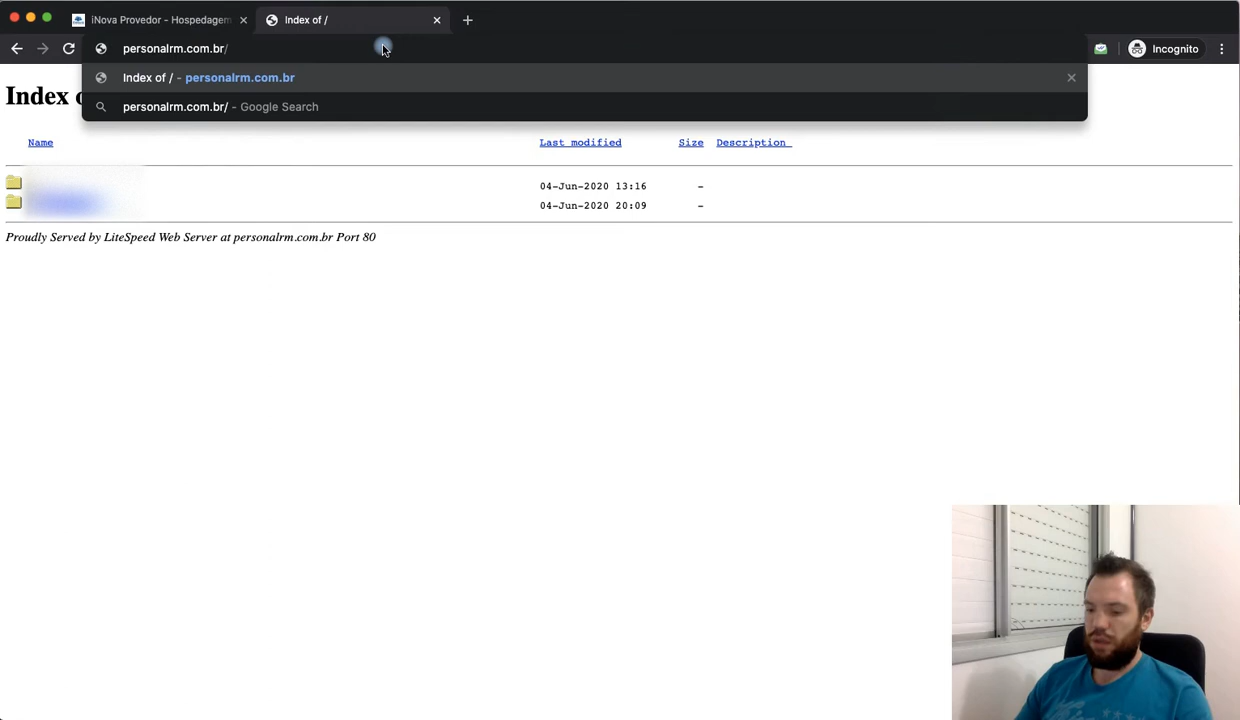 iNova Provedor - Hospedagem
Index of /
personalrm.com.br/
Incognito
Index of / - personalrm.com.br
personalrm.com.br/ - Google Search
Index o
Name Last modified Size Description
04-Jun-2020 13:16 -
04-Jun-2020 20:09 -
Proudly Served by LiteSpeed Web Server at personalrm.com.br Port 80